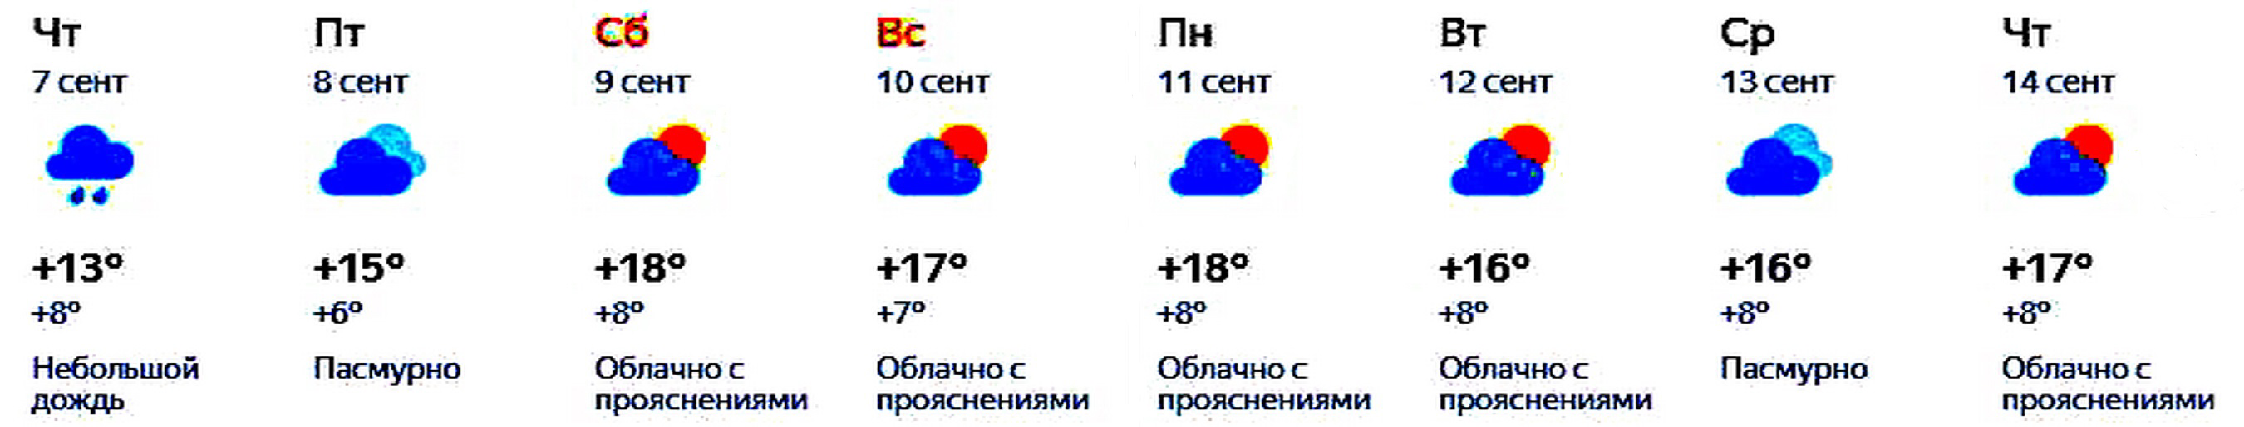 Чт Пт Сб Вс Пн Вт Ср Чт
7 сент 8 сент 9 сент 10 сент 11 сент 12 сент 13 сент 14 сент
+13° +15° +18° +17° +18° +16° +16° +17°
+8° +6° +8° +7° +8° +8° +8° +8°
Небольшой Пасмурно Облачно с Облачно с Облачно с Облачно с Пасмурно Облачно с
дождь прояснениями прояснениями прояснениями прояснениями прояснениями